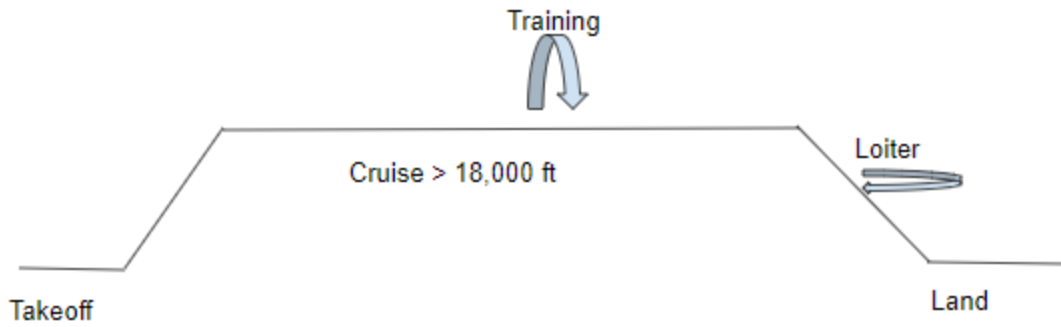 Training
Cruise > 18,000 ft
Loiter
Takeoff
Land